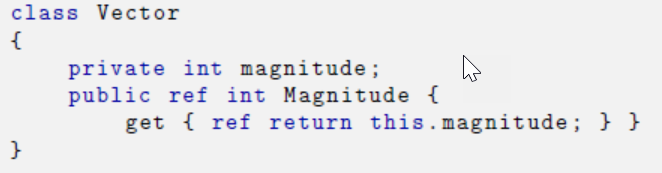 class Vector
{
    private int magnitude;
    public ref int Magnitude {
        get { ref return this.magnitude; } }
}